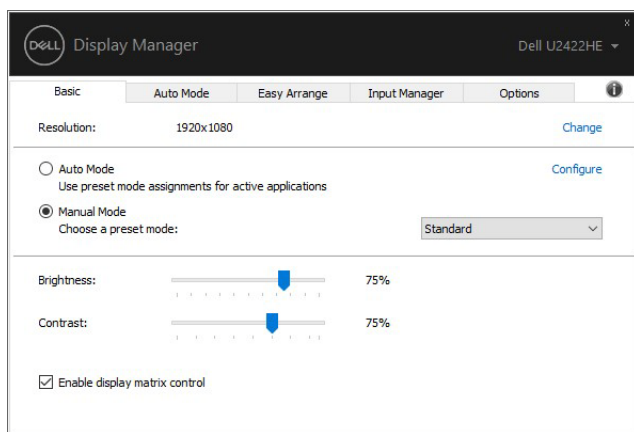 DELL Display Manager Dell U2422HE
x
Basic Auto Mode Easy Arrange Input Manager Options
Resolution: 1920x1080 Change
Auto Mode Configure
Use preset mode assignments for active applications
Manual Mode
Choose a preset mode: Standard
Brightness: 75%
Contrast: 75%
Enable display matrix control